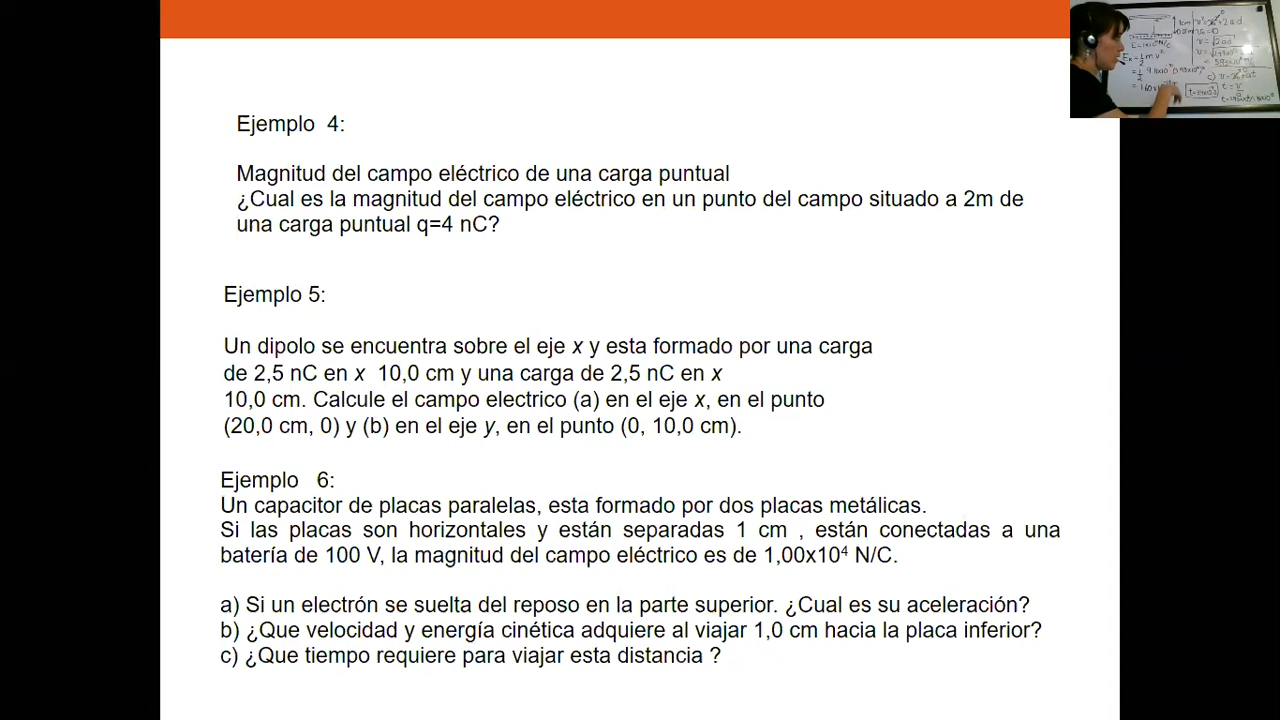 Ejemplo 4:
Magnitud del campo eléctrico de una carga puntual
¿Cual es la magnitud del campo eléctrico en un punto del campo situado a 2m de
una carga puntual q=4 nC?
Ejemplo 5:
Un dipolo se encuentra sobre el eje x y esta formado por una carga
de 2,5 nC en x 10,0 cm y una carga de 2,5 nC en x
10,0 cm. Calcule el campo electrico (a) en el eje x, en el punto
(20,0 cm, 0) y (b) en el eje y, en el punto (0, 10,0 cm).
Ejemplo 6:
Un capacitor de placas paralelas, esta formado por dos placas metálicas.
Si las placas son horizontales y están separadas 1 cm , están conectadas a una
batería de 100 V, la magnitud del campo eléctrico es de 1,00x10⁴ N/C.
a) Si un electrón se suelta del reposo en la parte superior. ¿Cual es su aceleración?
b) ¿Que velocidad y energía cinética adquiere al viajar 1,0 cm hacia la placa inferior?
c) ¿Que tiempo requiere para viajar esta distancia ?